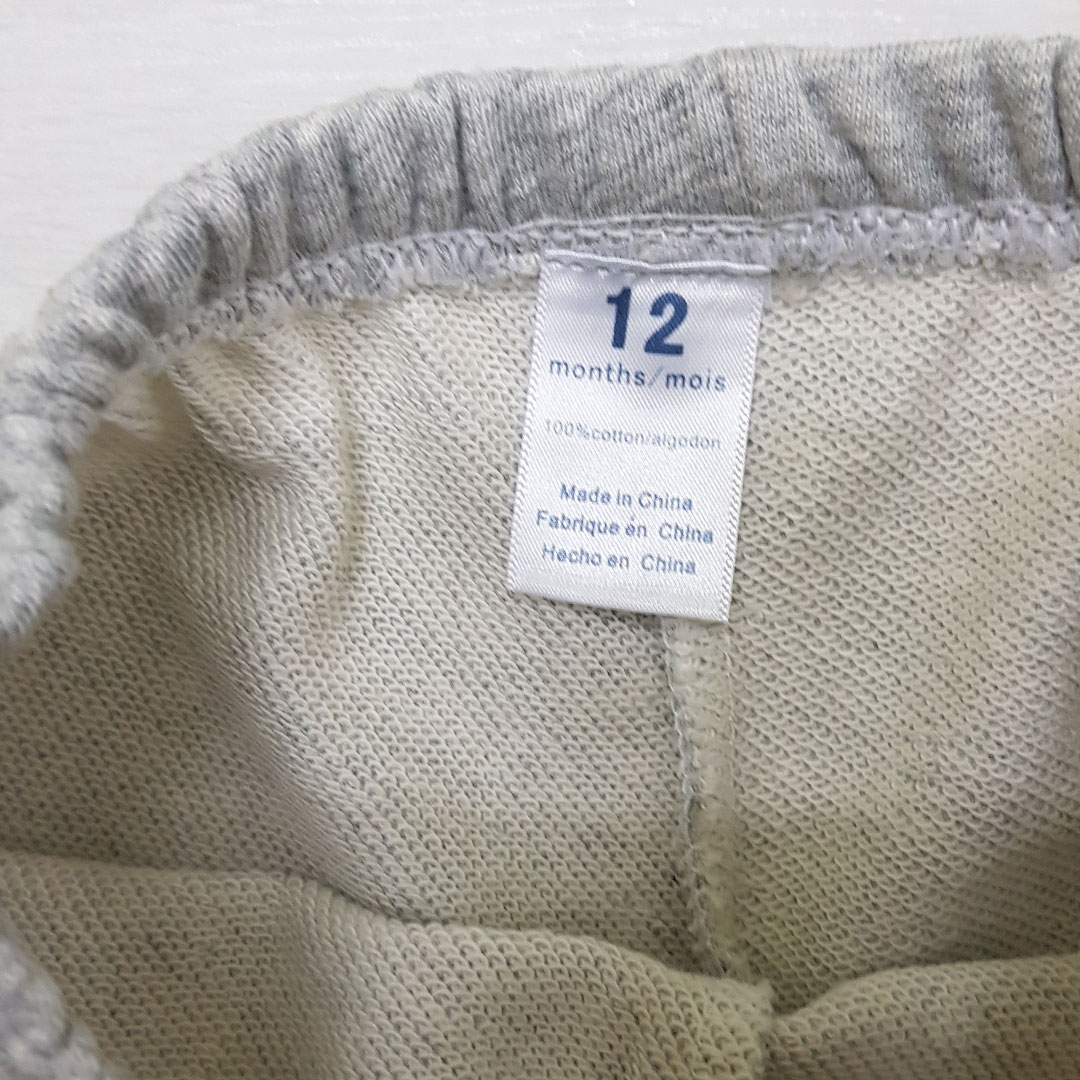 12
months/mois
100%cotton/algodon
Made in China
Fabrique en China
Hecho en China